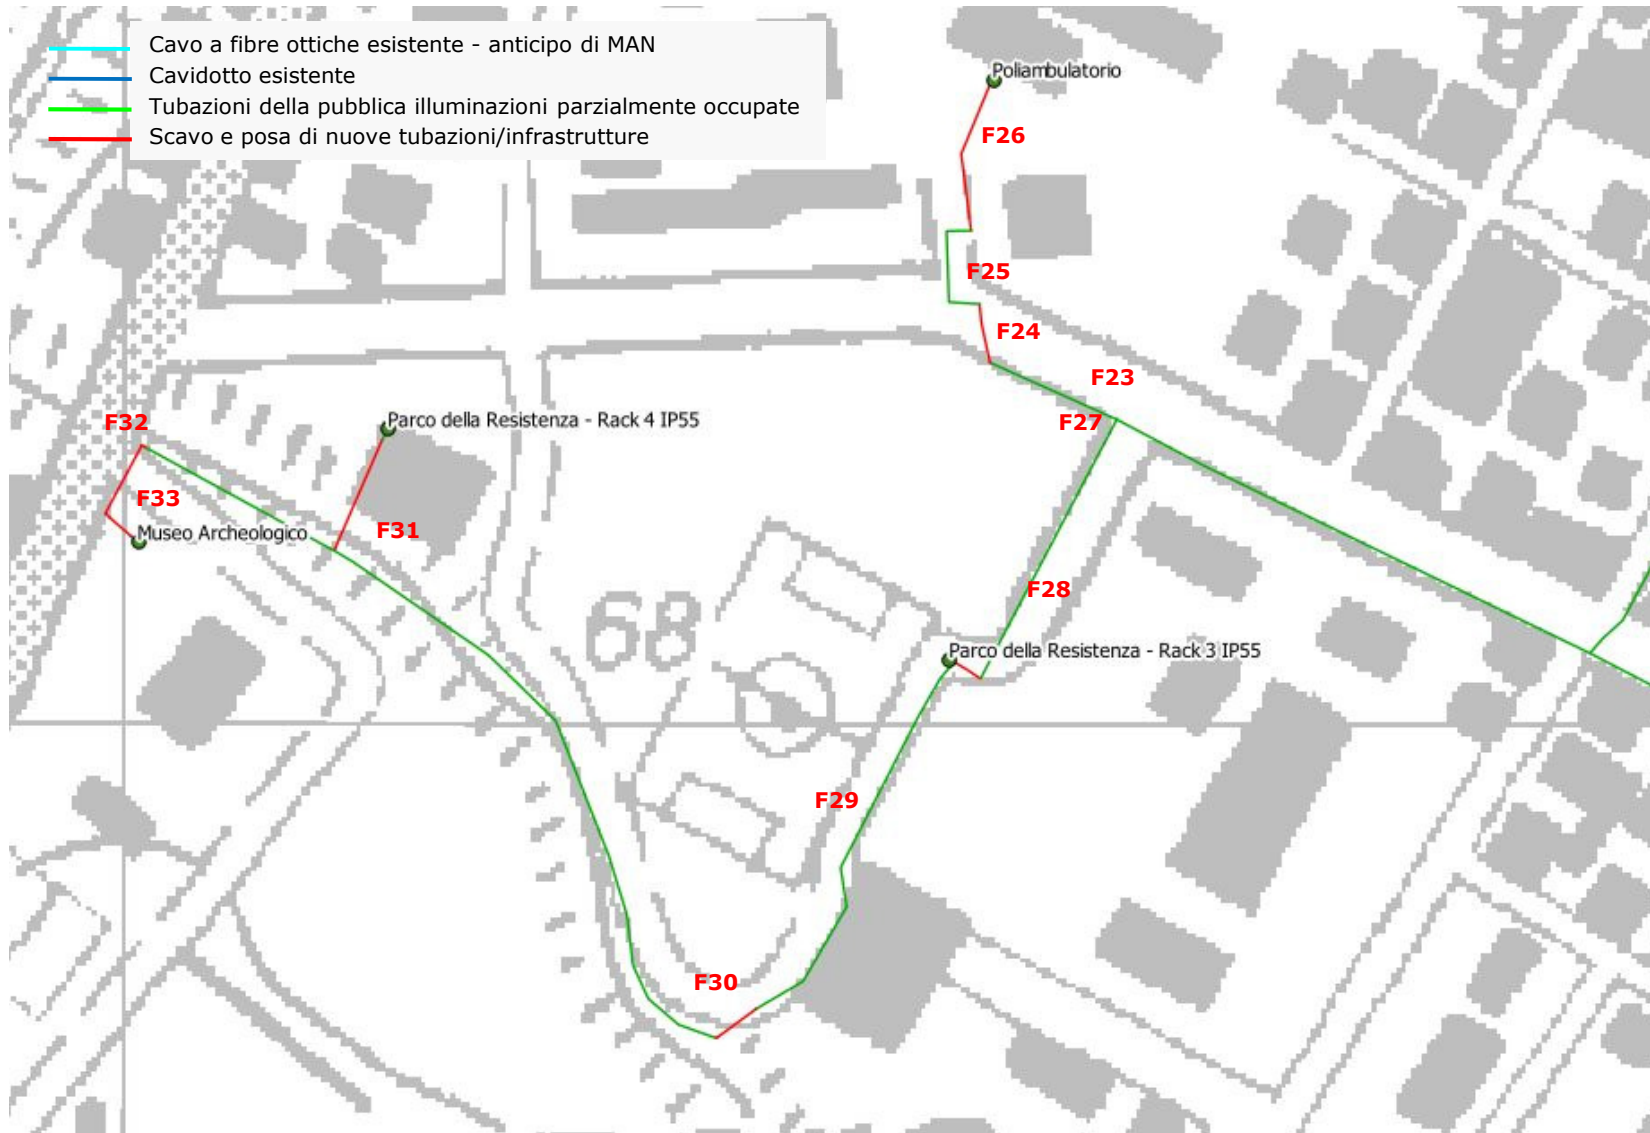 Cavo a fibre ottiche esistente - anticipo di MAN
Cavidotto esistente
Tubazioni della pubblica illuminazioni parzialmente occupate
Scavo e posa di nuove tubazioni/infrastrutture
Poliambulatorio
F26
F25
F24
F23
F27
F32
Parco della Resistenza - Rack 4 IP55
F33
Museo Archeologico
F31
F28
68
Parco della Resistenza - Rack 3 IP55
F29
F30